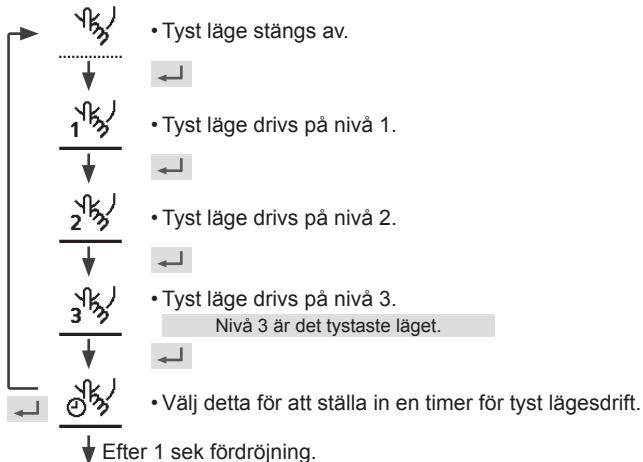 • Tyst läge stängs av.
1
• Tyst läge drivs på nivå 1.
2
• Tyst läge drivs på nivå 2.
3
• Tyst läge drivs på nivå 3.
Nivå 3 är det tystaste läget.
• Välj detta för att ställa in en timer för tyst lägesdrift.
Efter 1 sek fördröjning.